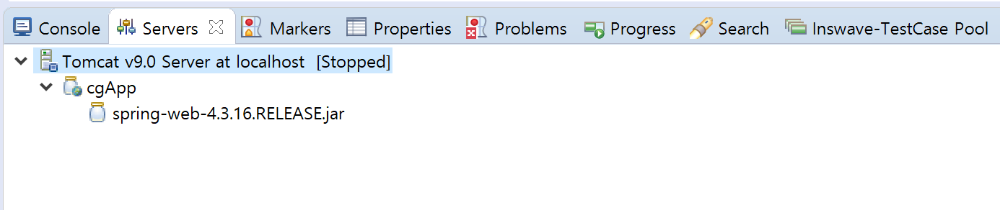 Console Servers Markers Properties Problems Progress Search Inswave-TestCase Pool
Tomcat v9.0 Server at localhost [Stopped]
cgApp
spring-web-4.3.16.RELEASE.jar